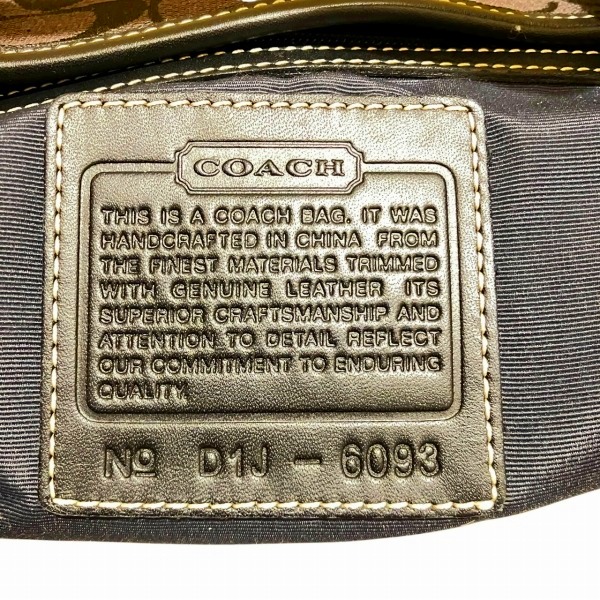 COACH
THIS IS A COACH BAG. IT WAS
HANDCRAFTED IN CHINA FROM
THE FINEST MATERIALS TRIMMED
WITH GENUINE LEATHER ITS
SUPERIOR CRAFTSMANSHIP AND
ATTENTION TO DETAIL REFLECT
OUR COMMITMENT TO ENDURING
QUALITY.
Nº D1J - 6093